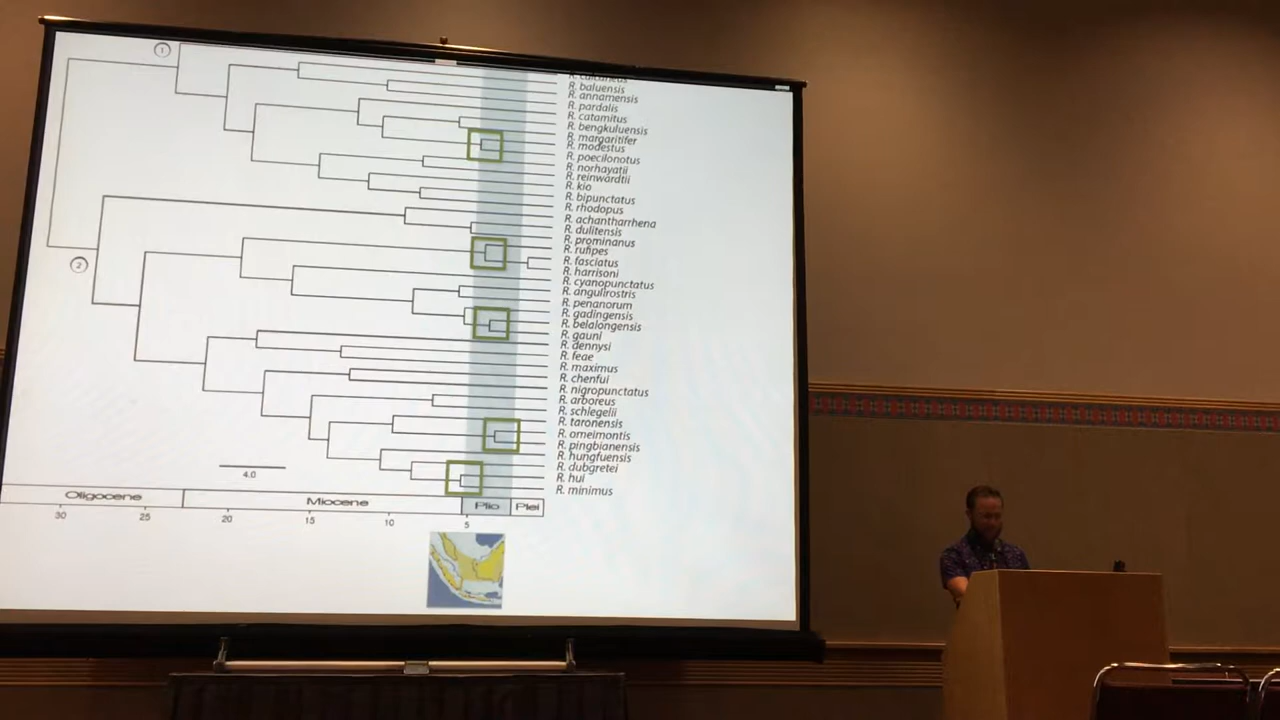 1
R. calcaneus
R. baluensis
R. annamensis
R. pardalis
R. catamitus
R. bengkuluensis
R. margaritifer
R. modestus
R. poecilonotus
R. norhayatii
R. reinwardtii
R. kio
R. bipunctatus
R. rhodopus
R. achantharrhena
R. dulitensis
R. prominanus
R. rufipes
R. fasciatus
R. harrisoni
R. cyanopunctatus
R. angulirostris
R. penanorum
R. gadingensis
R. belalongensis
R. gauni
R. dennysi
R. feae
R. maximus
R. chenfui
R. nigropunctatus
R. arboreus
R. schlegelii
R. taronensis
R. omeimontis
R. pingbianensis
R. hungfuensis
R. dubgretei
R. hui
R. minimus
2
4.0
Oligocene Miocene Plio Plei
30 25 20 15 10 5